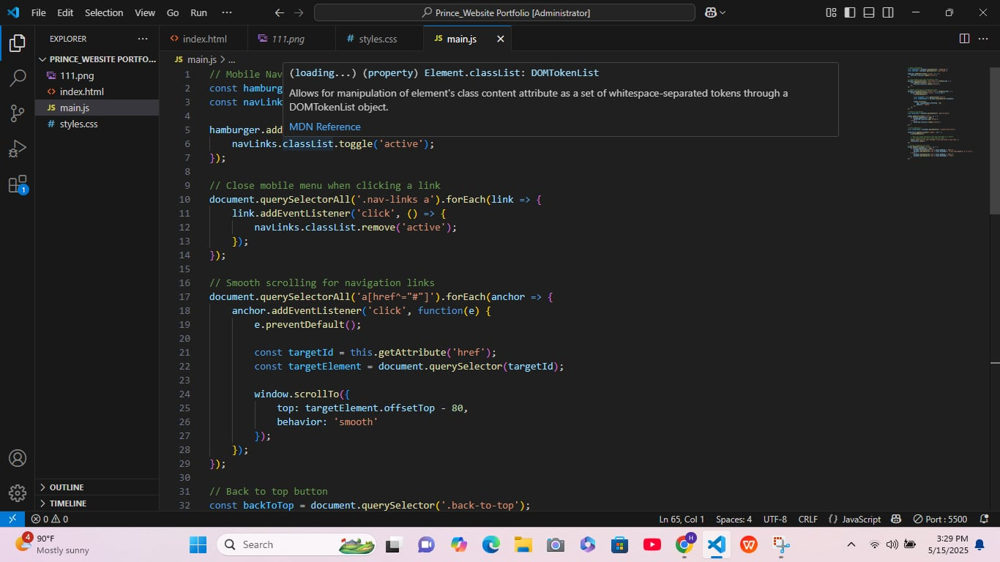 File Edit Selection View Go Run ··· Prince_Website Portfolio [Administrator]
EXPLORER ···
index.html 111.png styles.css JS main.js
PRINCE_WEBSITE PORTFO...
111.png
index.html
JS main.js
# styles.css
JS main.js > ...
1 // Mobile Nav
2 const hamburg
3 const navLink
4
5 hamburger.add
(loading...) (property) Element.classList: DOMTokenList
Allows for manipulation of element's class content attribute as a set of whitespace-separated tokens through a
DOMTokenList object.
MDN Reference
6 navLinks.classList.toggle('active');
7 });
8
9 // Close mobile menu when clicking a link
10 document.querySelectorAll('.nav-links a').forEach(link => {
11 link.addEventListener('click', () => {
12 navLinks.classList.remove('active');
13 });
14 });
15
16 // Smooth scrolling for navigation links
17 document.querySelectorAll('a[href^="#"]').forEach(anchor => {
18 anchor.addEventListener('click', function(e) {
19 e.preventDefault();
20
21 const targetId = this.getAttribute('href');
22 const targetElement = document.querySelector(targetId);
23
24 window.scrollTo({
25 top: targetElement.offsetTop - 80,
26 behavior: 'smooth'
27 });
28 });
29 });
30
31 // Back to top button
32 const backToTop = document.querySelector('.back-to-top');
1
OUTLINE
TIMELINE
0 0 Ln 65, Col 1 Spaces: 4 UTF-8 CRLF {} JavaScript Port : 5500
4 90°F
Mostly sunny
Search
H
3:29 PM
5/15/2025